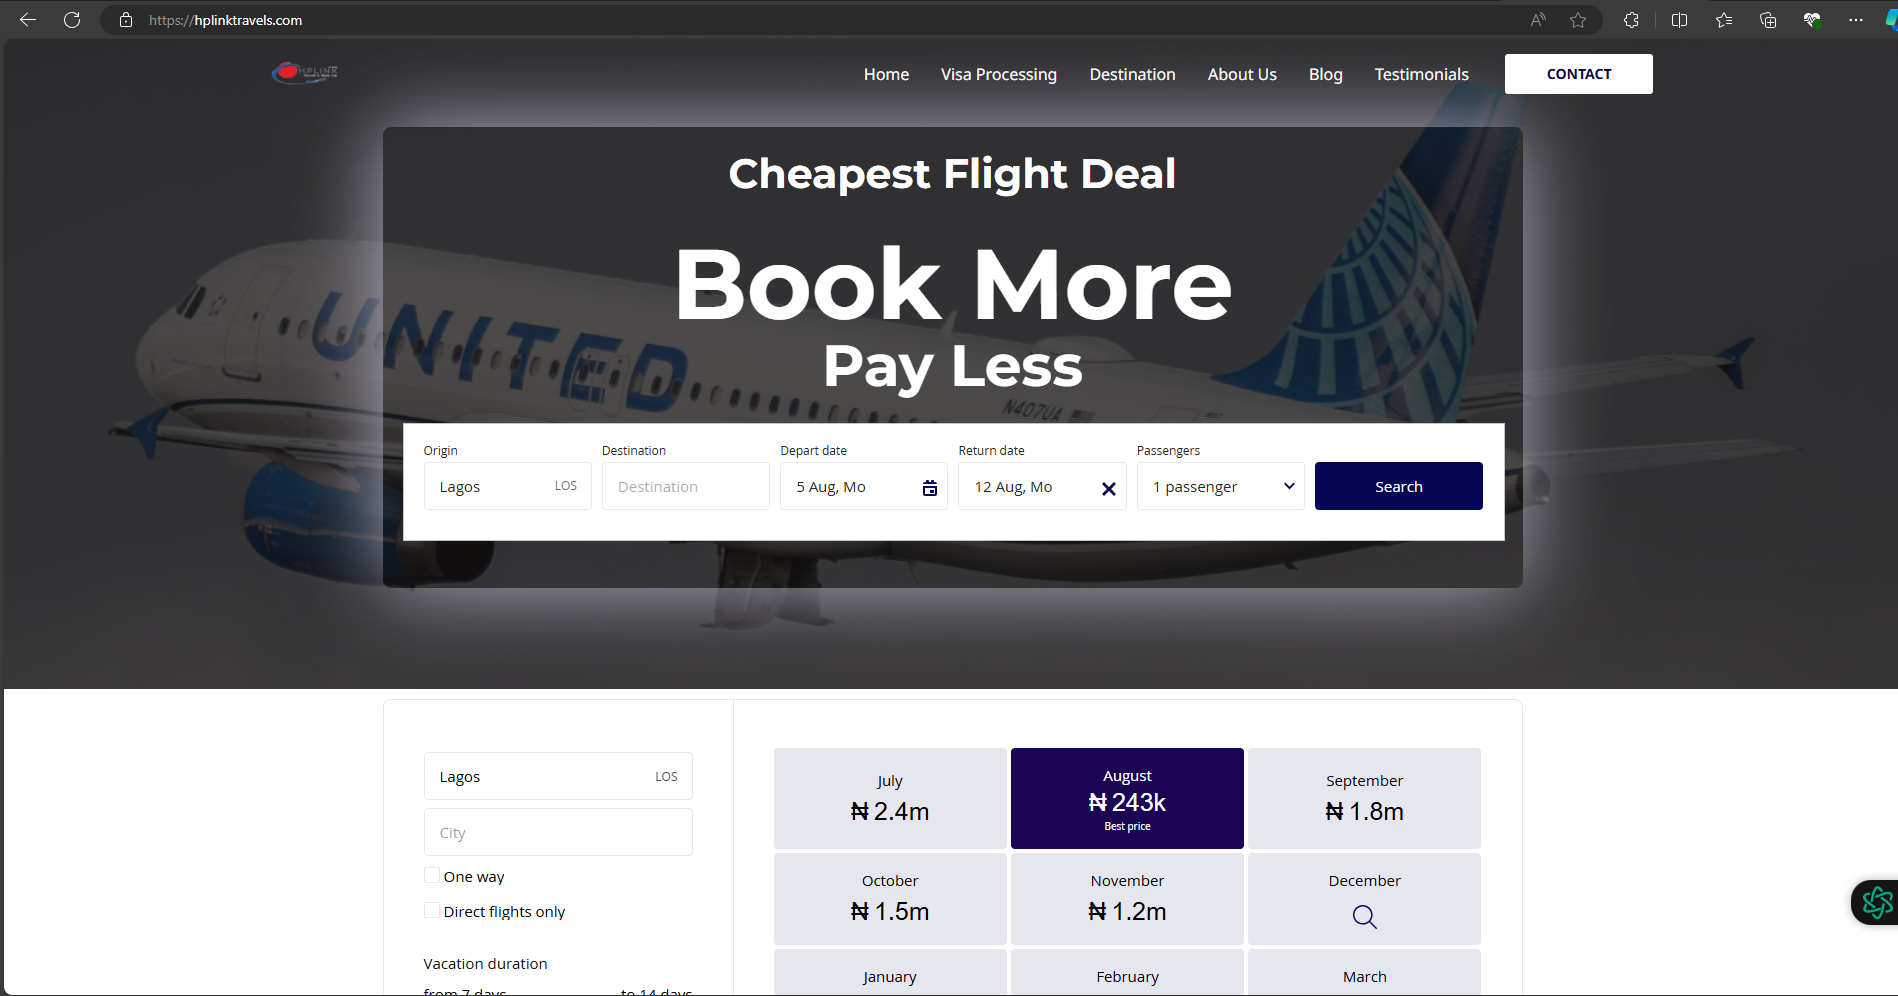 https://hplinktravels.com
HPLINK
Home Visa Processing Destination About Us Blog Testimonials CONTACT
Cheapest Flight Deal
Book More
Pay Less
UNITED
N407UA
Origin Destination Depart date Return date Passengers
Lagos LOS Destination 5 Aug, Mo 12 Aug, Mo 1 passenger Search
Lagos LOS
City
One way
Direct flights only
Vacation duration
from 7 days to 14 days
July August September
₦ 2.4m ₦ 243k ₦ 1.8m
Best price
October November December
₦ 1.5m ₦ 1.2m
January February March